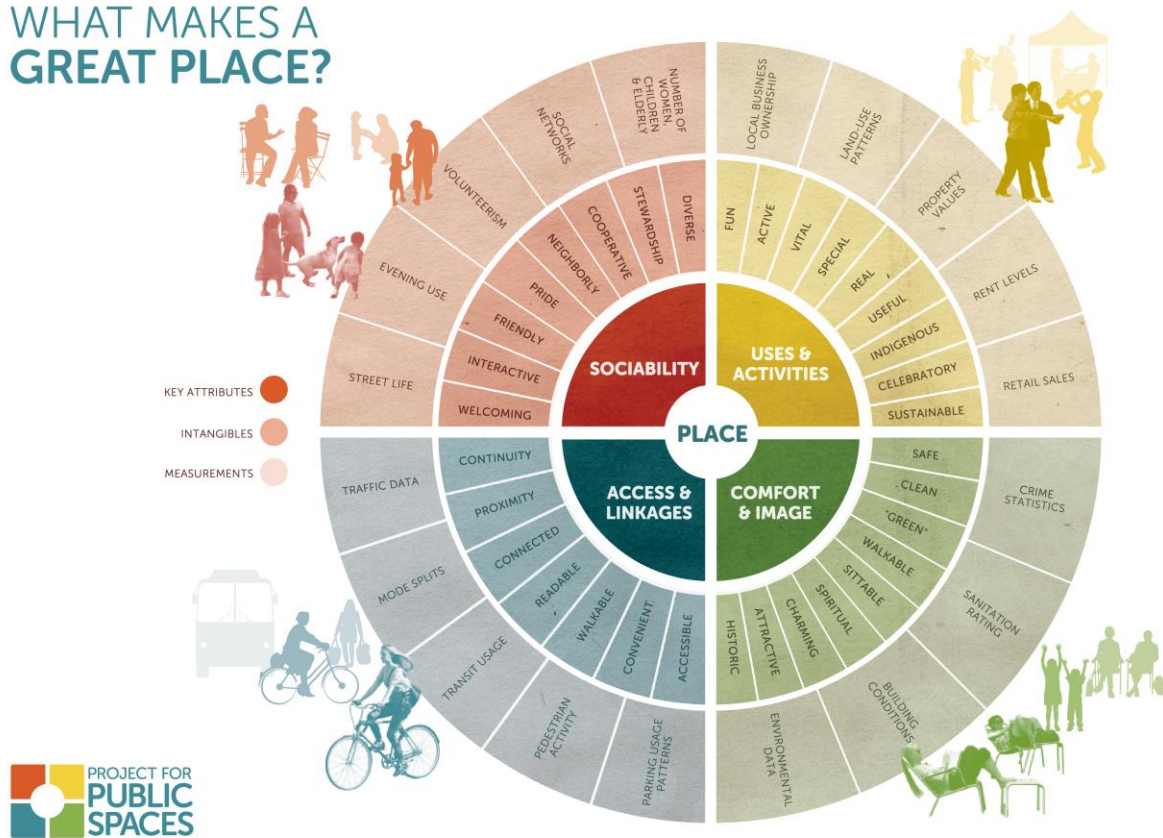 WHAT MAKES A
GREAT PLACE?
KEY ATTRIBUTES
INTANGIBLES
MEASUREMENTS
PLACE
SOCIABILITY
USES &
ACTIVITIES
ACCESS &
LINKAGES
COMFORT
& IMAGE
WELCOMING
INTERACTIVE
FRIENDLY
PRIDE
NEIGHBORLY
COOPERATIVE
STEWARDSHIP
DIVERSE
FUN
ACTIVE
VITAL
SPECIAL
REAL
USEFUL
INDIGENOUS
CELEBRATORY
SUSTAINABLE
SAFE
CLEAN
"GREEN"
WALKABLE
SITTABLE
SPIRITUAL
CHARMING
ATTRACTIVE
HISTORIC
ACCESSIBLE
CONVENIENT
WALKABLE
READABLE
CONNECTED
PROXIMITY
CONTINUITY
STREET LIFE
EVENING USE
VOLUNTEERISM
SOCIAL
NETWORKS
NUMBER OF
WOMEN,
CHILDREN
& ELDERLY
LOCAL BUSINESS
OWNERSHIP
LAND-USE
PATTERNS
PROPERTY
VALUES
RENT LEVELS
RETAIL SALES
CRIME
STATISTICS
SANITATION
RATING
BUILDING
CONDITIONS
ENVIRONMENTAL
DATA
PARKING USAGE
PATTERNS
PEDESTRIAN
ACTIVITY
TRANSIT USAGE
MODE SPLITS
TRAFFIC DATA
PROJECT FOR
PUBLIC
SPACES